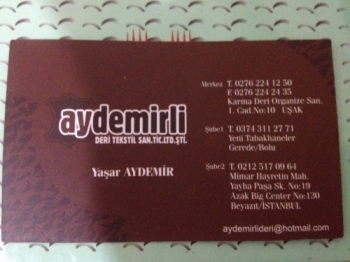 aydemirli
DERİ TEKSTİL SAN.TİC.LTD.ŞTİ.
Yaşar AYDEMİR
Merkez T. 0276 224 12 50
F. 0276 224 24 35
Karma Deri Organize San.
1. Cad.No:10 UŞAK
Şube1 T. 0374 311 27 71
Yeni Tabakhaneler
Gerede/Bolu
Şube2 T. 0212 517 09 64
Mimar Hayretin Mah.
Yayha Paşa Sk. No:19
Azak Big Center No:130
Beyazıt/İSTANBUL
aydemirlideri@hotmail.com